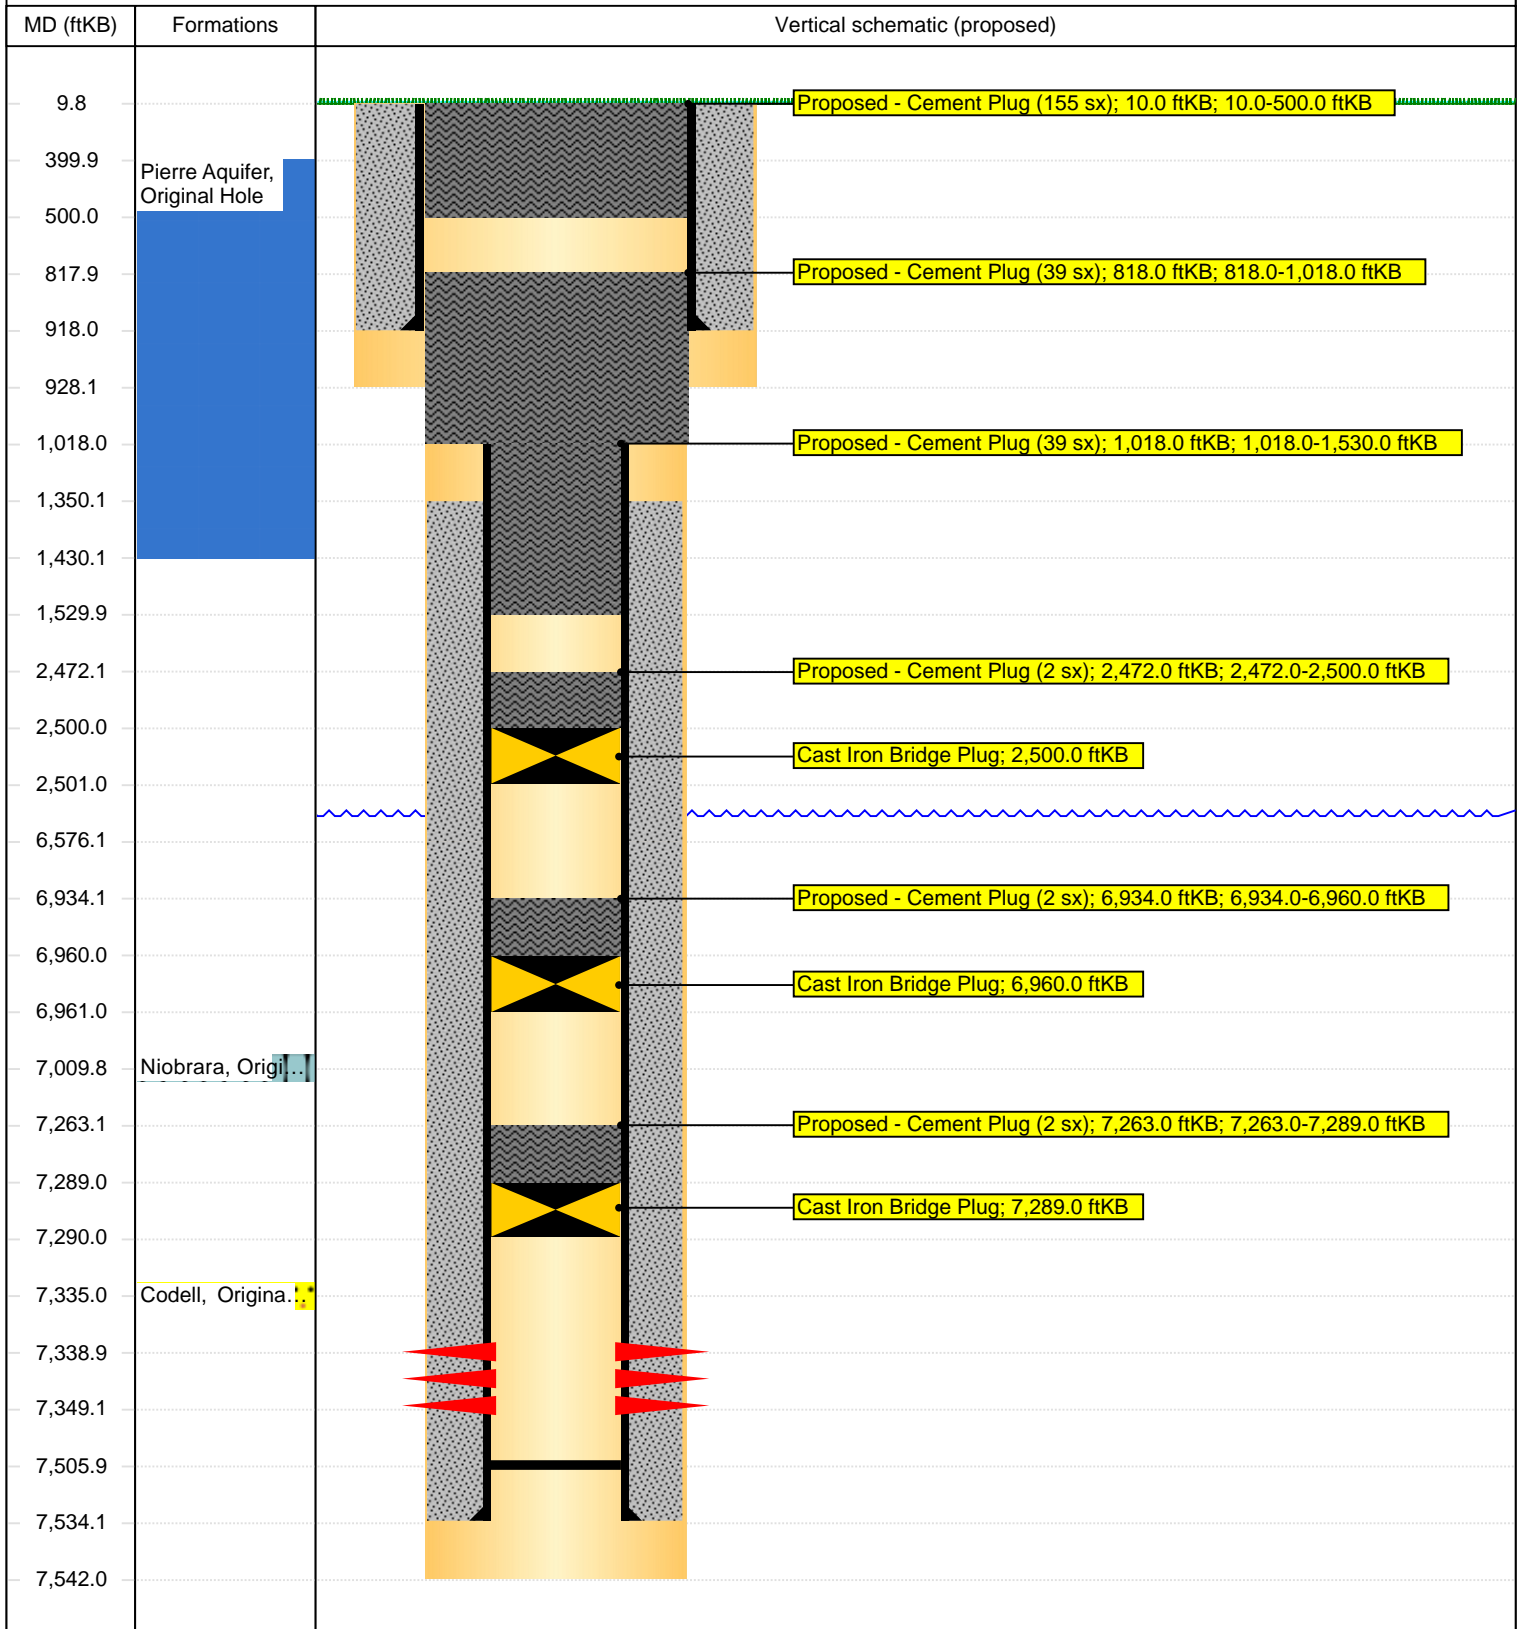 MD (ftKB) Formations Vertical schematic (proposed)
9.8 Proposed - Cement Plug (155 sx); 10.0 ftKB; 10.0-500.0 ftKB
399.9
Pierre Aquifer,
Original Hole
500.0
817.9 Proposed - Cement Plug (39 sx); 818.0 ftKB; 818.0-1,018.0 ftKB
918.0
928.1
1,018.0 Proposed - Cement Plug (39 sx); 1,018.0 ftKB; 1,018.0-1,530.0 ftKB
1,350.1
1,430.1
1,529.9
2,472.1 Proposed - Cement Plug (2 sx); 2,472.0 ftKB; 2,472.0-2,500.0 ftKB
2,500.0
Cast Iron Bridge Plug; 2,500.0 ftKB
2,501.0
6,576.1
6,934.1 Proposed - Cement Plug (2 sx); 6,934.0 ftKB; 6,934.0-6,960.0 ftKB
6,960.0
Cast Iron Bridge Plug; 6,960.0 ftKB
6,961.0
7,009.8 Niobrara, Origi...
7,263.1 Proposed - Cement Plug (2 sx); 7,263.0 ftKB; 7,263.0-7,289.0 ftKB
7,289.0
Cast Iron Bridge Plug; 7,289.0 ftKB
7,290.0
7,335.0 Codell, Origina...
7,338.9
7,349.1
7,505.9
7,534.1
7,542.0